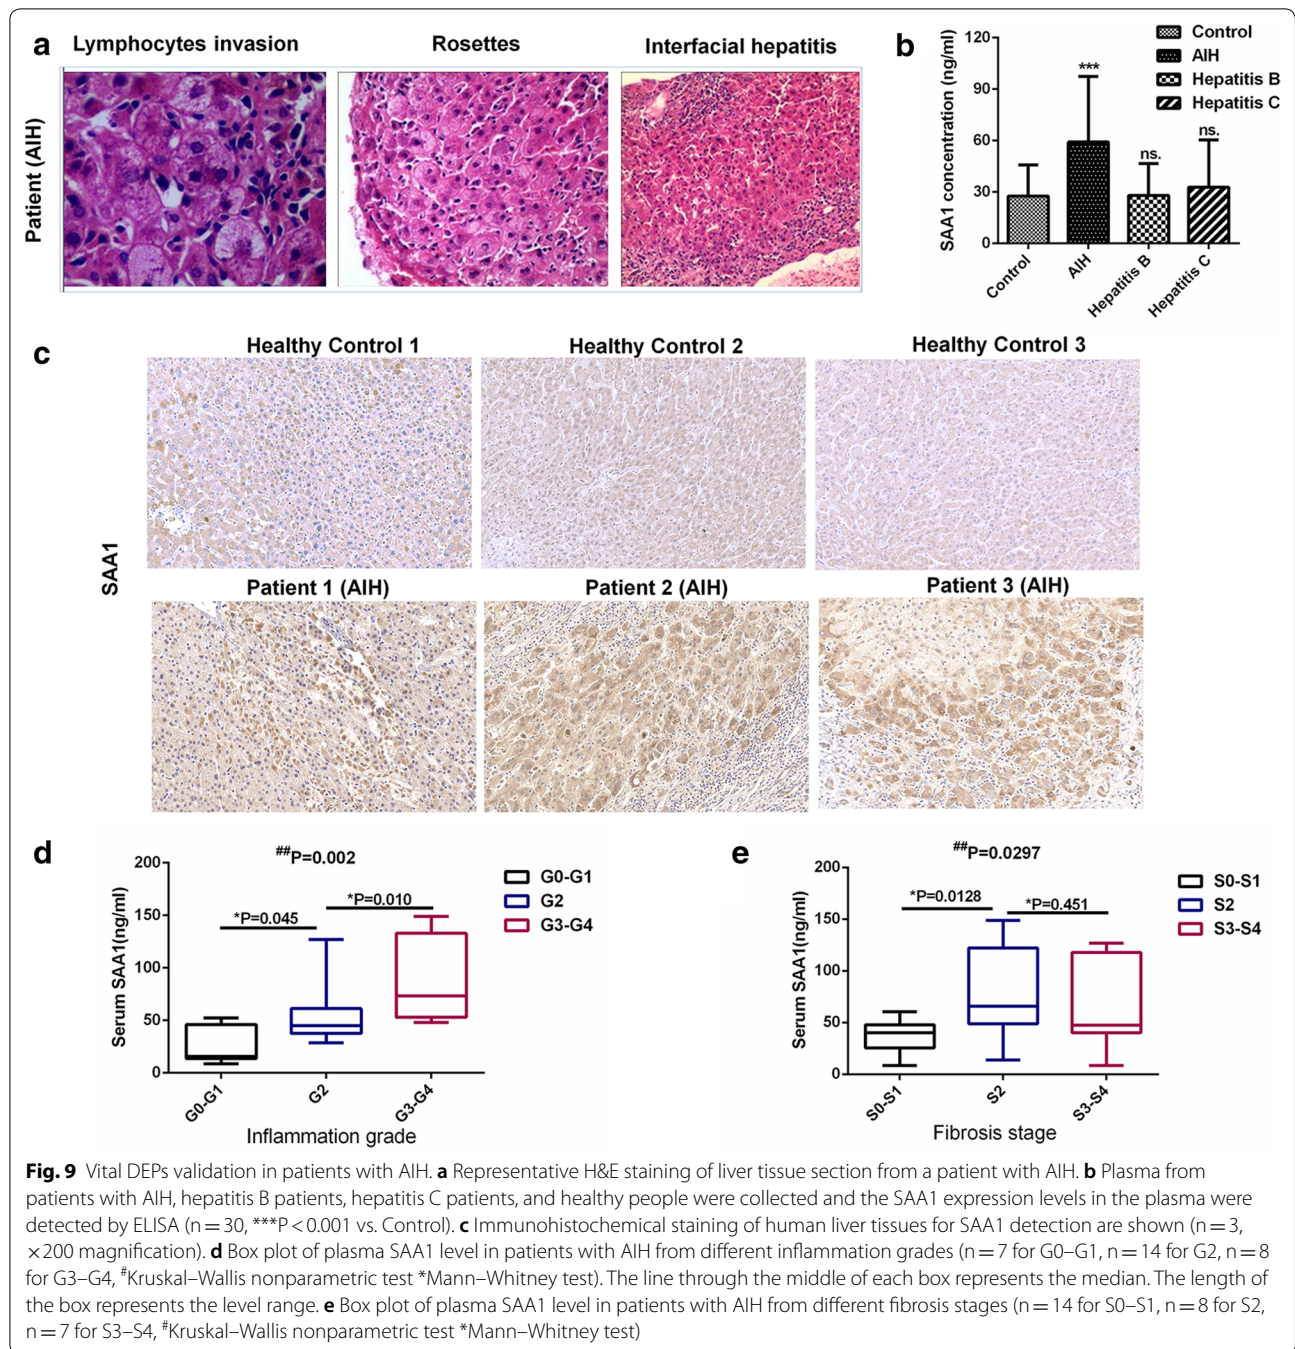 a
Lymphocytes invasion
Rosettes
Interfacial hepatitis
Patient (AIH)
b
SAA1 concentration (ng/ml)
120
90
60
30
0
***
ns.
ns.
Control
AIH
Hepatitis B
Hepatitis C
Control
AIH
Hepatitis B
Hepatitis C
c
Healthy Control 1
Healthy Control 2
Healthy Control 3
SAA1
Patient 1 (AIH)
Patient 2 (AIH)
Patient 3 (AIH)
d
##P=0.002
*P=0.045
*P=0.010
Serum SAA1(ng/ml)
200
150
100
50
0
G0-G1
G2
G3-G4
Inflammation grade
G0-G1
G2
G3-G4
e
##P=0.0297
*P=0.0128
*P=0.451
Serum SAA1(ng/ml)
200
150
100
50
0
S0-S1
S2
S3-S4
Fibrosis stage
S0-S1
S2
S3-S4
Fig. 9 Vital DEPs validation in patients with AIH. a Representative H&E staining of liver tissue section from a patient with AIH. b Plasma from
patients with AIH, hepatitis B patients, hepatitis C patients, and healthy people were collected and the SAA1 expression levels in the plasma were
detected by ELISA (n = 30, ***P < 0.001 vs. Control). c Immunohistochemical staining of human liver tissues for SAA1 detection are shown (n = 3,
×200 magnification). d Box plot of plasma SAA1 level in patients with AIH from different inflammation grades (n = 7 for G0–G1, n = 14 for G2, n = 8
for G3–G4, #Kruskal–Wallis nonparametric test *Mann–Whitney test). The line through the middle of each box represents the median. The length of
the box represents the level range. e Box plot of plasma SAA1 level in patients with AIH from different fibrosis stages (n = 14 for S0–S1, n = 8 for S2,
n = 7 for S3–S4, #Kruskal–Wallis nonparametric test *Mann–Whitney test)